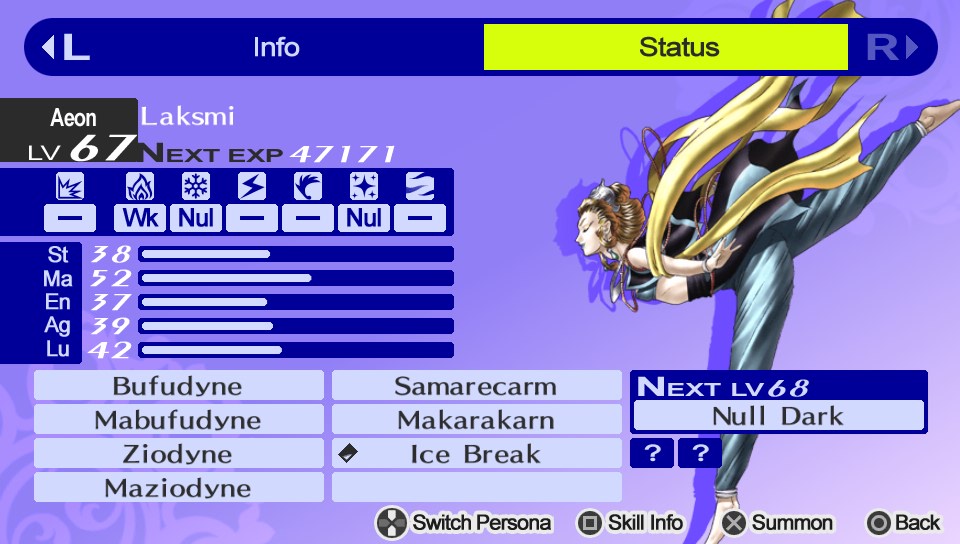 L Info Status R
Aeon Laksmi
LV 67 NEXT EXP 47171
— Wk Nul — — Nul —
St 38
Ma 52
En 37
Ag 39
Lu 42
Bufudyne Samarecarm NEXT LV 68
Mabufudyne Makarakarn Null Dark
Ziodyne Ice Break ? ?
Maziodyne
Switch Persona Skill Info Summon Back